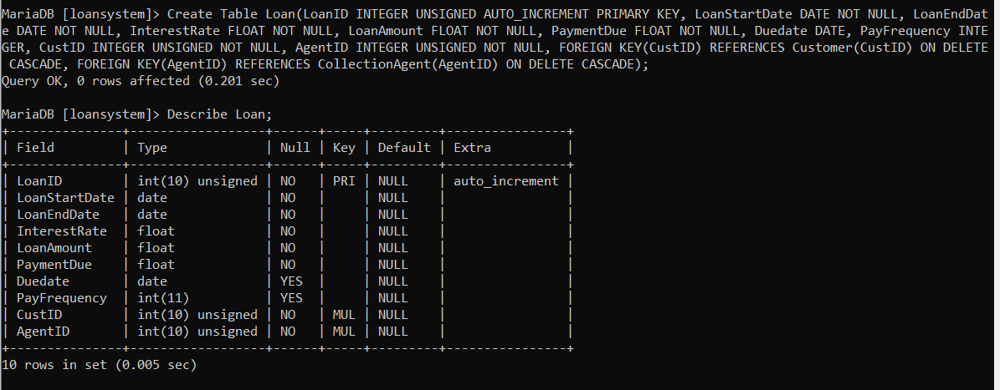 MariaDB [loansystem]> Create Table Loan(LoanID INTEGER UNSIGNED AUTO_INCREMENT PRIMARY KEY, LoanStartDate DATE NOT NULL, LoanEndDat
e DATE NOT NULL, InterestRate FLOAT NOT NULL, LoanAmount FLOAT NOT NULL, PaymentDue FLOAT NOT NULL, Duedate DATE, PayFrequency INTE
GER, CustID INTEGER UNSIGNED NOT NULL, AgentID INTEGER UNSIGNED NOT NULL, FOREIGN KEY(CustID) REFERENCES Customer(CustID) ON DELETE
 CASCADE, FOREIGN KEY(AgentID) REFERENCES CollectionAgent(AgentID) ON DELETE CASCADE);
Query OK, 0 rows affected (0.201 sec)

MariaDB [loansystem]> Describe Loan;
+---------------+------------------+------+-----+---------+----------------+
| Field         | Type             | Null | Key | Default | Extra          |
+---------------+------------------+------+-----+---------+----------------+
| LoanID        | int(10) unsigned | NO   | PRI | NULL    | auto_increment |
| LoanStartDate | date             | NO   |     | NULL    |                |
| LoanEndDate   | date             | NO   |     | NULL    |                |
| InterestRate  | float            | NO   |     | NULL    |                |
| LoanAmount    | float            | NO   |     | NULL    |                |
| PaymentDue    | float            | NO   |     | NULL    |                |
| Duedate       | date             | YES  |     | NULL    |                |
| PayFrequency  | int(11)          | YES  |     | NULL    |                |
| CustID        | int(10) unsigned | NO   | MUL | NULL    |                |
| AgentID       | int(10) unsigned | NO   | MUL | NULL    |                |
+---------------+------------------+------+-----+---------+----------------+
10 rows in set (0.005 sec)